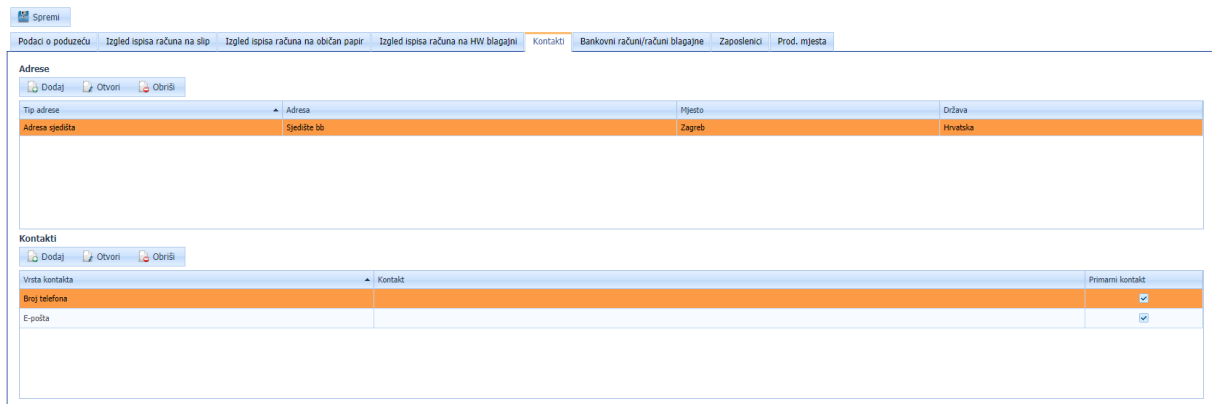 Spremi
Podaci o poduzeću Izgled ispisa računa na slip Izgled ispisa računa na običan papir Izgled ispisa računa na HW blagajni Kontakti Bankovni računi/računi blagajne Zaposlenici Prod. mjesta
Adrese
Dodaj Otvori Obriši
Tip adrese Adresa Mjesto Država
Adresa sjedišta Sjedište bb Zagreb Hrvatska
Kontakti
Dodaj Otvori Obriši
Vrsta kontakta Kontakt Primarni kontakt
Broj telefona
E-pošta